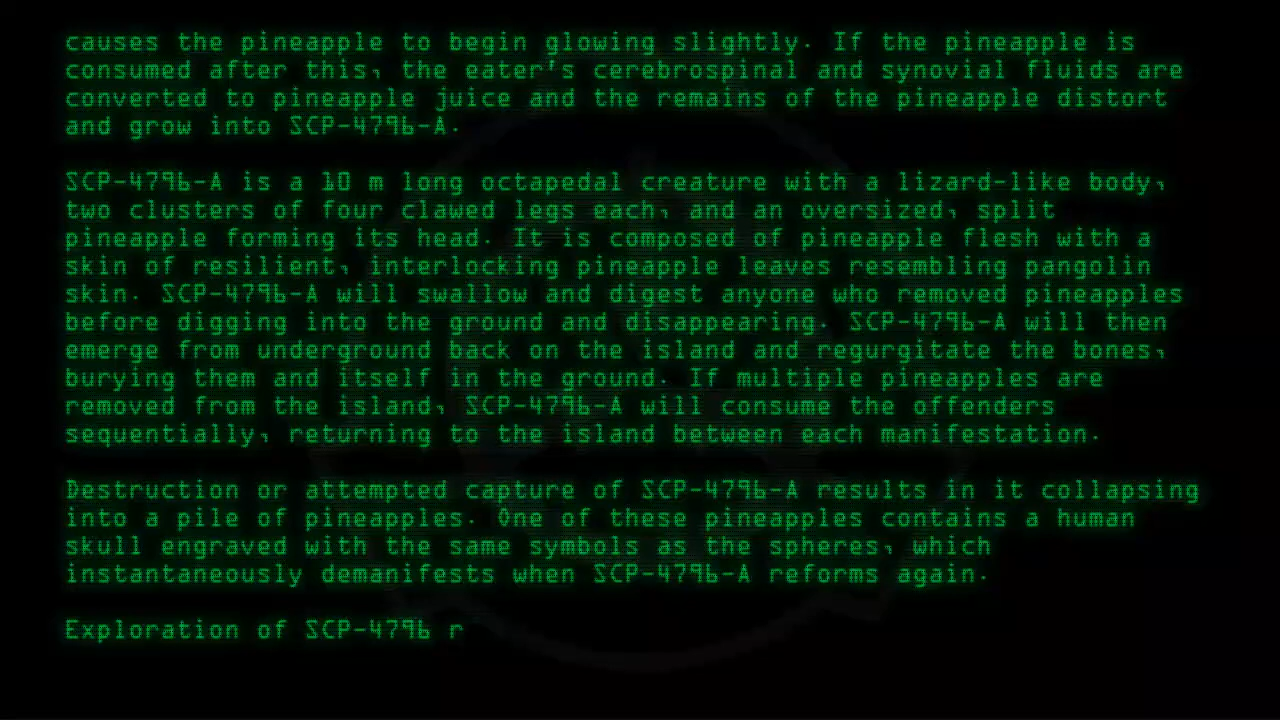 causes the pineapple to begin glowing slightly. If the pineapple is
consumed after this, the eater's cerebrospinal and synovial fluids are
converted to pineapple juice and the remains of the pineapple distort
and grow into SCP-4796-A.
SCP-4796-A is a 10 m long octapedal creature with a lizard-like body,
two clusters of four clawed legs each, and an oversized, split
pineapple forming its head. It is composed of pineapple flesh with a
skin of resilient, interlocking pineapple leaves resembling pangolin
skin. SCP-4796-A will swallow and digest anyone who removed pineapples
before digging into the ground and disappearing. SCP-4796-A will then
emerge from underground back on the island and regurgitate the bones,
burying them and itself in the ground. If multiple pineapples are
removed from the island, SCP-4796-A will consume the offenders
sequentially, returning to the island between each manifestation.
Destruction or attempted capture of SCP-4796-A results in it collapsing
into a pile of pineapples. One of these pineapples contains a human
skull engraved with the same symbols as the spheres, which
instantaneously demanifests when SCP-4796-A reforms again.
Exploration of SCP-4796 r